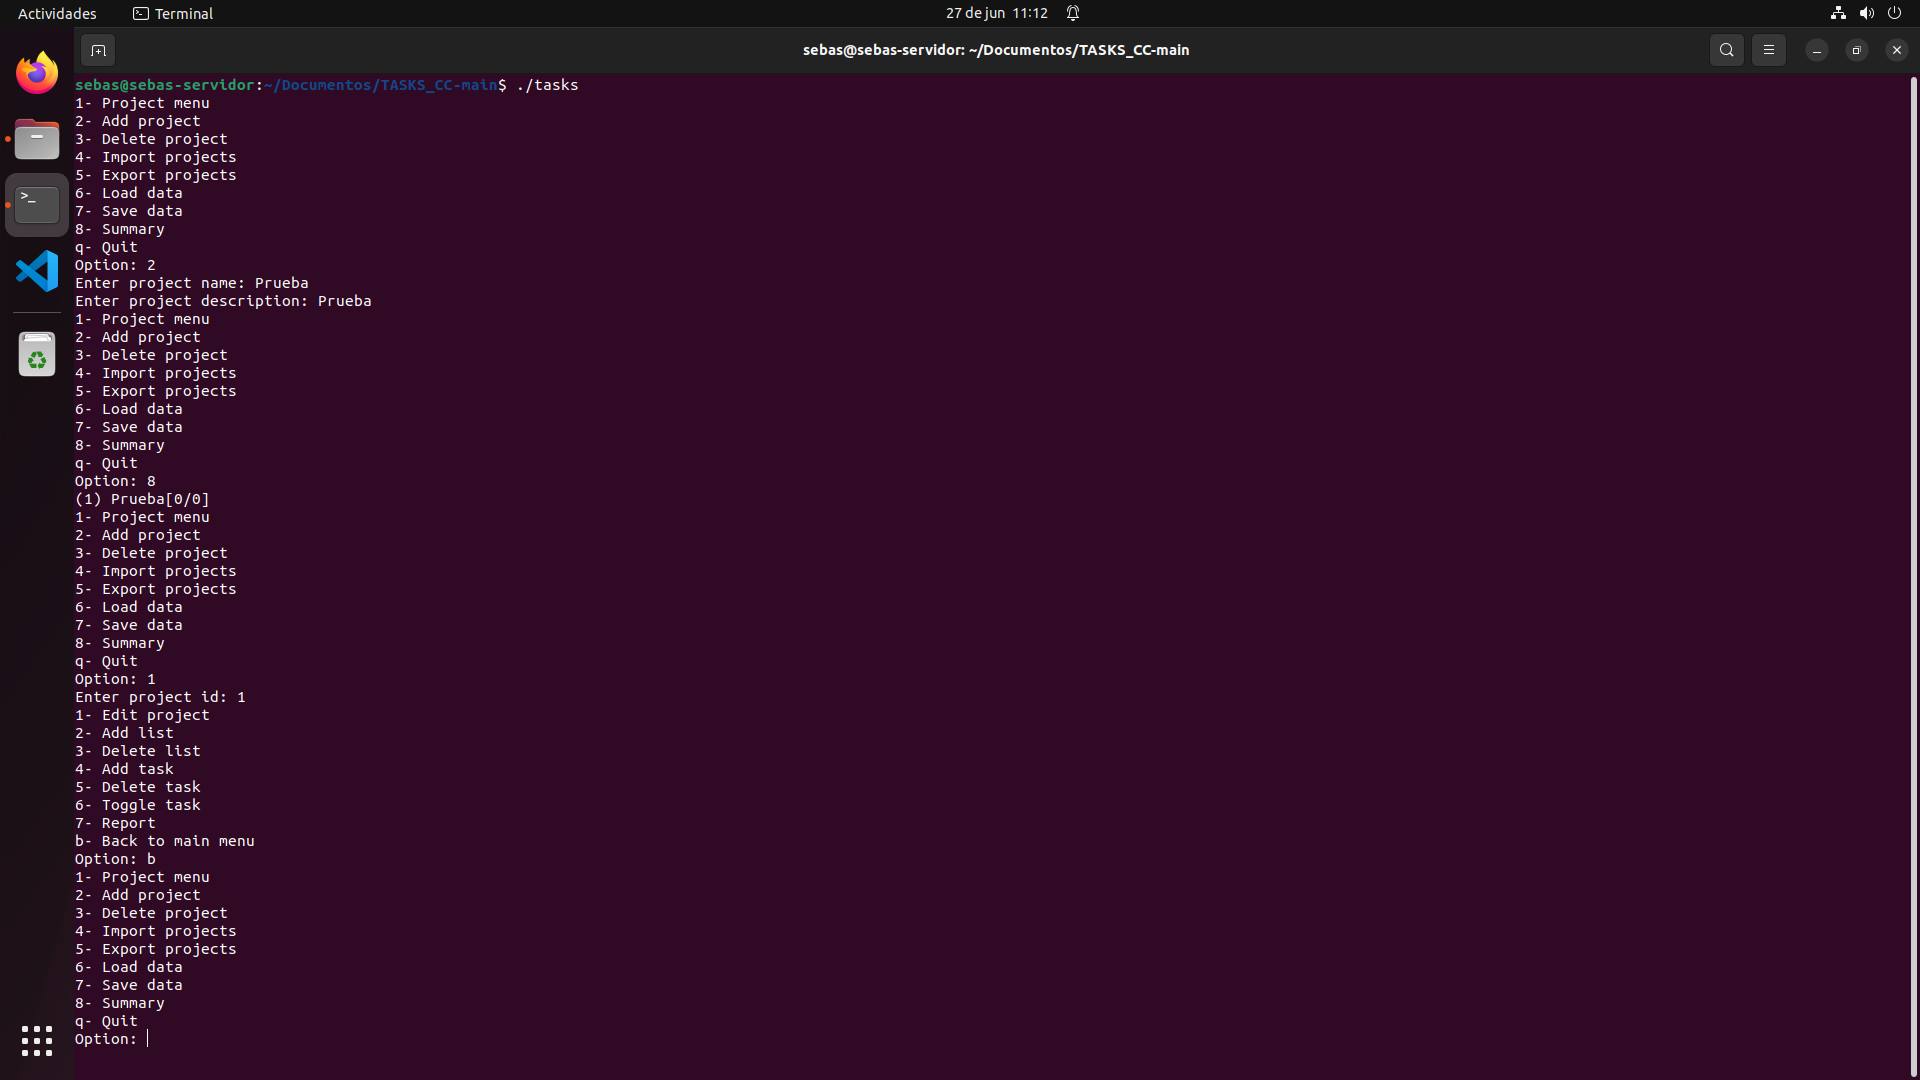 Actividades
Terminal
27 de jun 11:12
sebas@sebas-servidor: ~/Documentos/TASKS_CC-main
sebas@sebas-servidor:~/Documentos/TASKS_CC-main$ ./tasks
1- Project menu
2- Add project
3- Delete project
4- Import projects
5- Export projects
6- Load data
7- Save data
8- Summary
q- Quit
Option: 2
Enter project name: Prueba
Enter project description: Prueba
1- Project menu
2- Add project
3- Delete project
4- Import projects
5- Export projects
6- Load data
7- Save data
8- Summary
q- Quit
Option: 8
(1) Prueba[0/0]
1- Project menu
2- Add project
3- Delete project
4- Import projects
5- Export projects
6- Load data
7- Save data
8- Summary
q- Quit
Option: 1
Enter project id: 1
1- Edit project
2- Add list
3- Delete list
4- Add task
5- Delete task
6- Toggle task
7- Report
b- Back to main menu
Option: b
1- Project menu
2- Add project
3- Delete project
4- Import projects
5- Export projects
6- Load data
7- Save data
8- Summary
q- Quit
Option: